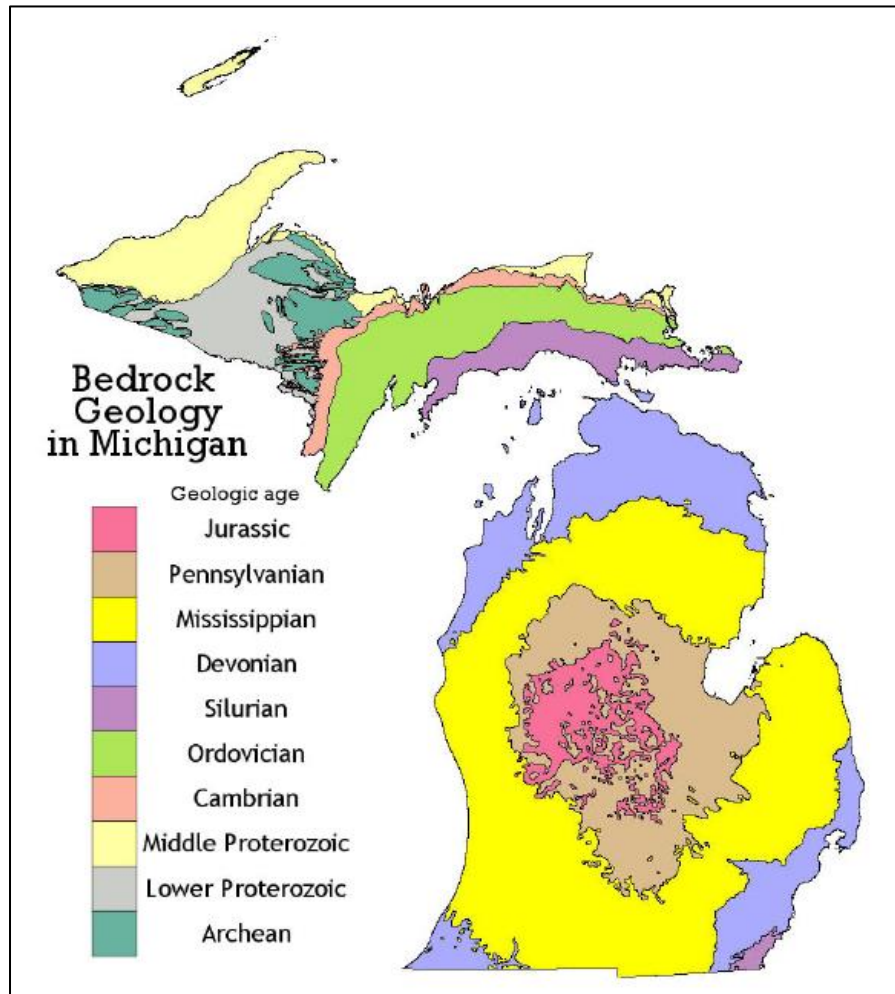 Bedrock
Geology
in Michigan
Geologic age
Jurassic
Pennsylvanian
Mississippian
Devonian
Silurian
Ordovician
Cambrian
Middle Proterozoic
Lower Proterozoic
Archean